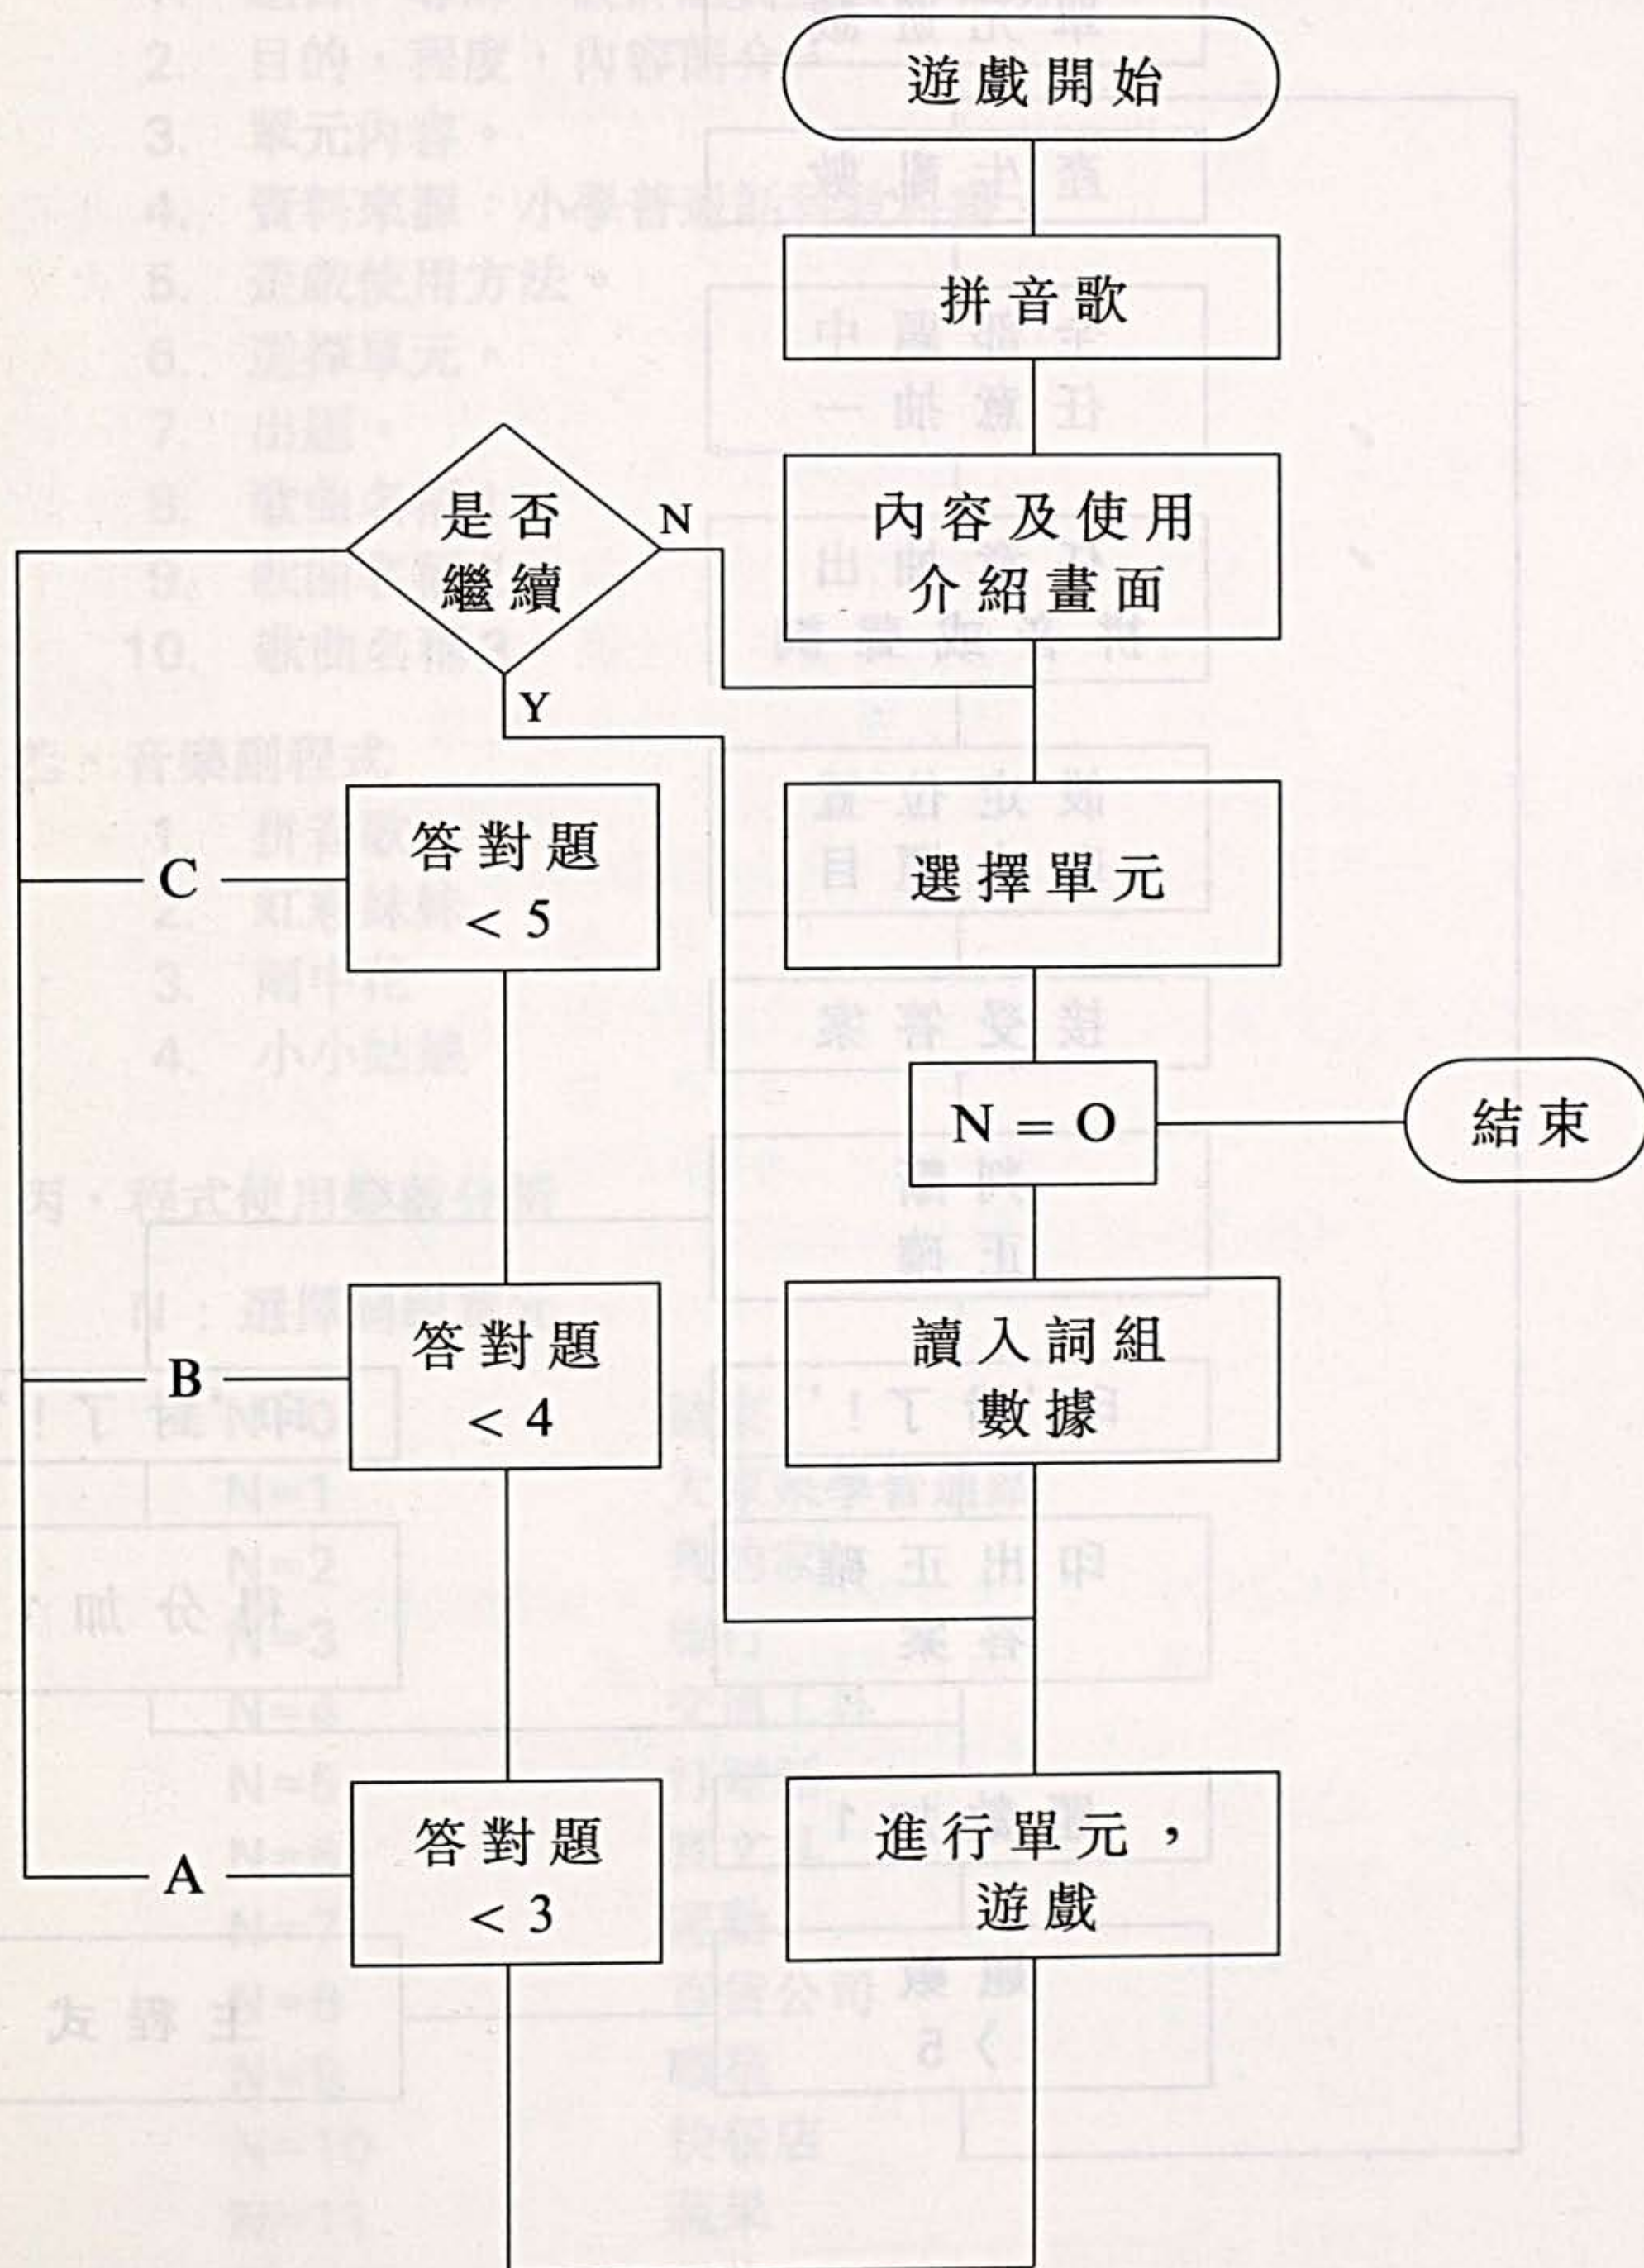 遊戲開始
拼音歌
內容及使用
介紹畫面
選擇單元
N = O
結束
讀入詞組
數據
進行單元，
遊戲
答對題
< 3
A
答對題
< 4
B
答對題
< 5
C
是否
繼續
N
Y